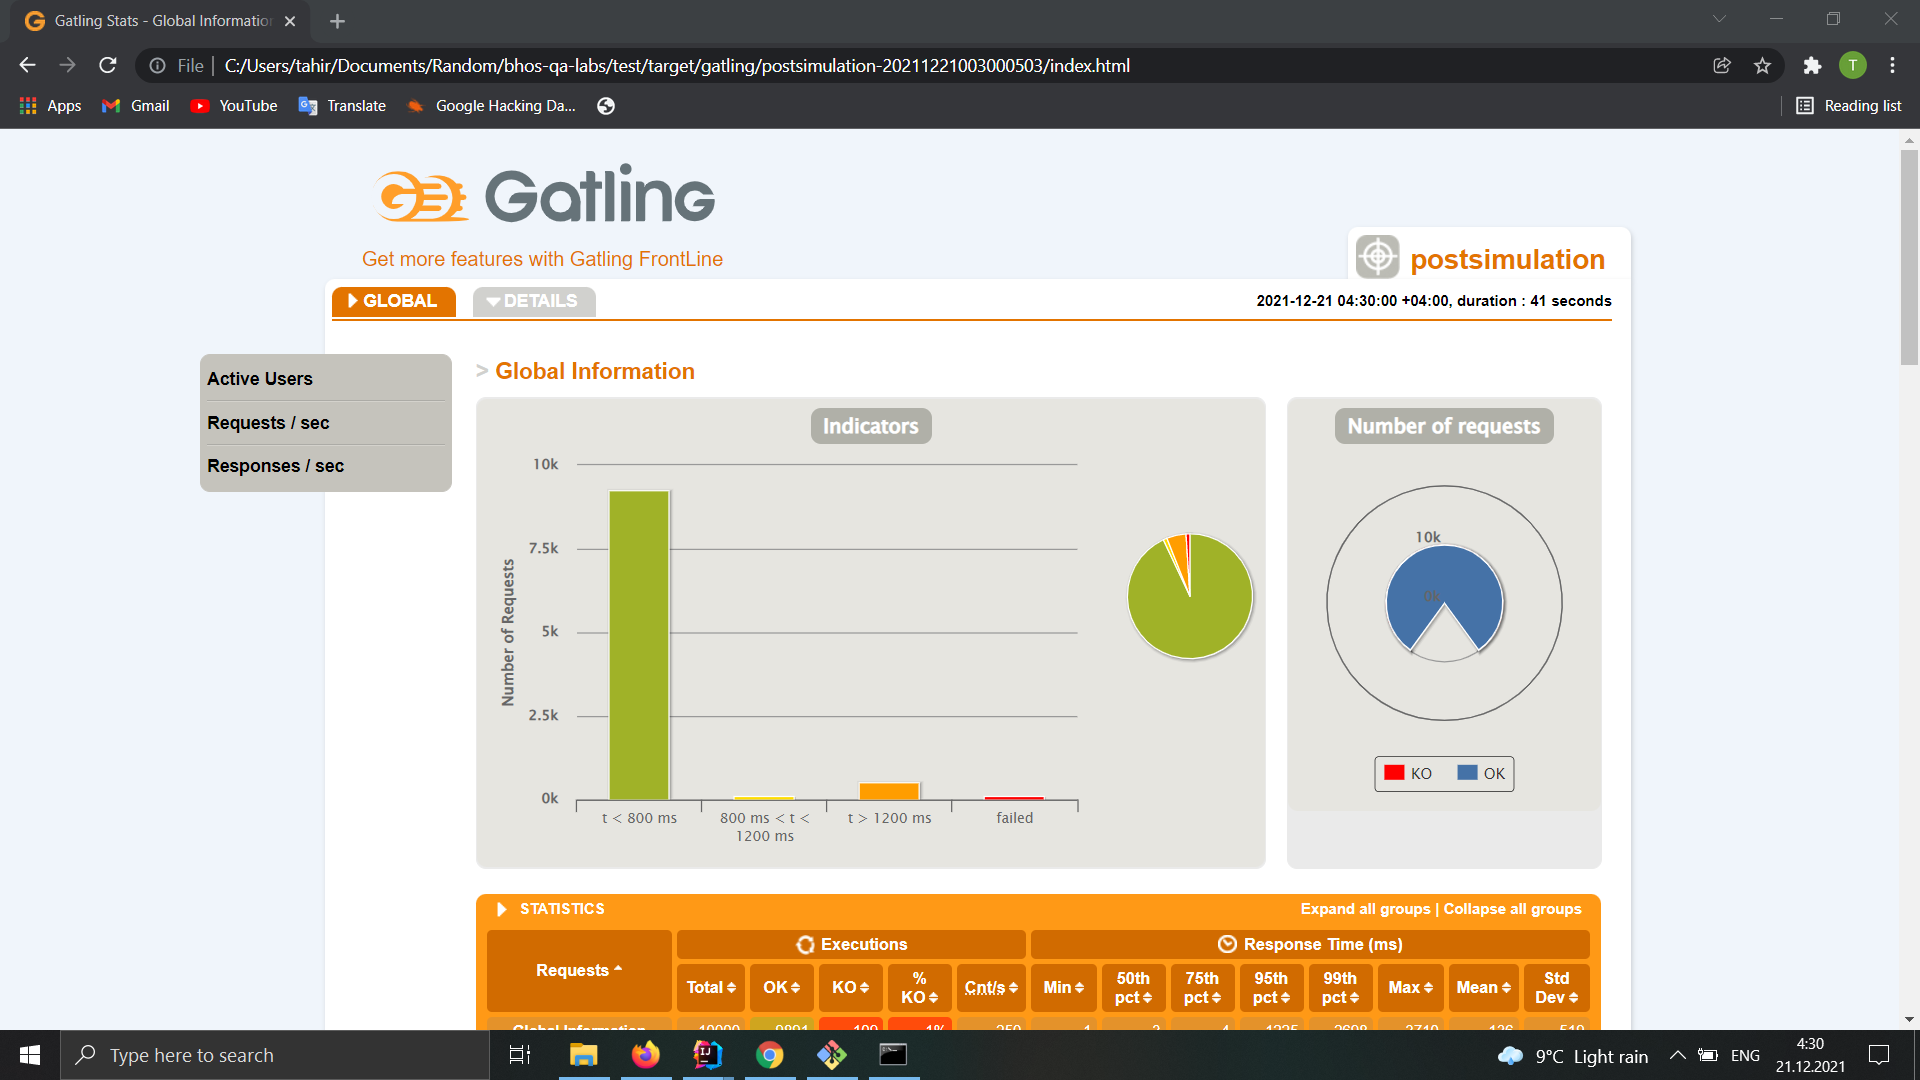 Gatling Stats - Global Information
File
C:/Users/tahir/Documents/Random/bhos-qa-labs/test/target/gatling/postsimulation-20211221003000503/index.html
T
Apps
Gmail
YouTube
Translate
Google Hacking Da...
Reading list
Gatling
Get more features with Gatling FrontLine
postsimulation
GLOBAL
DETAILS
2021-12-21 04:30:00 +04:00, duration : 41 seconds
Active Users
Requests / sec
Responses / sec
> Global Information
Indicators
Number of Requests
10k
7.5k
5k
2.5k
0k
t < 800 ms
800 ms < t <
1200 ms
t > 1200 ms
failed
Number of requests
10k
0k
KO
OK
STATISTICS
Expand all groups | Collapse all groups
Requests
Executions
Response Time (ms)
Total
OK
KO
%
KO
Cnt/s
Min
50th
pct
75th
pct
95th
pct
99th
pct
Max
Mean
Std
Dev
Global Information
Type here to search
9°C Light rain
ENG
4:30
21.12.2021